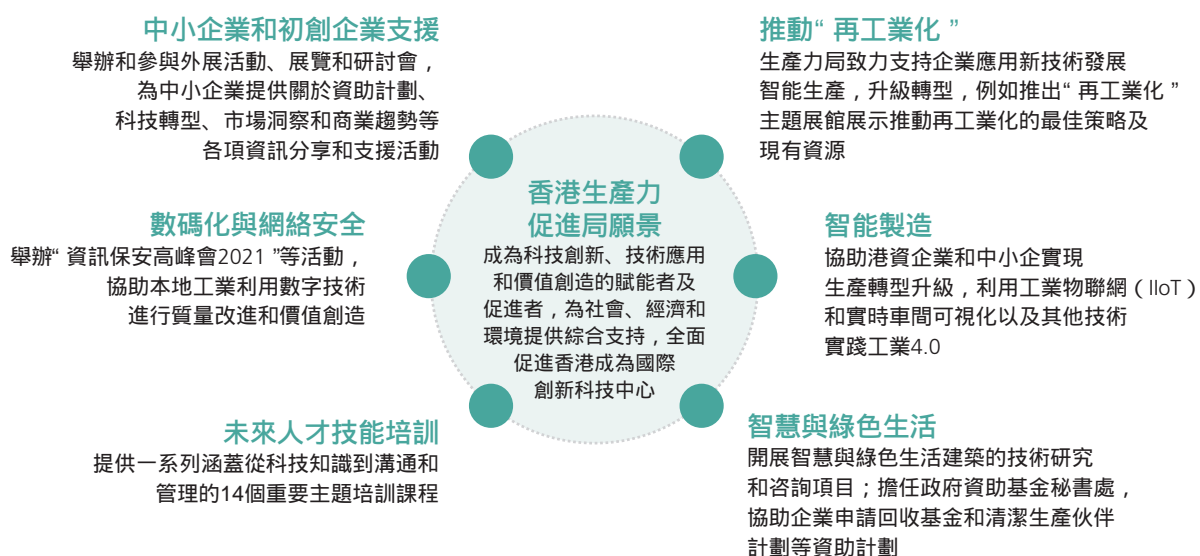 中小企業和初創企業支援
舉辦和參與外展活動、展覽和研討會，
為中小企業提供關於資助計劃、
科技轉型、市場洞察和商業趨勢等
各項資訊分享和支援活動
數碼化與網絡安全
舉辦“資訊保安高峰會2021”等活動，
協助本地工業利用數字技術
進行質量改進和價值創造
未來人才技能培訓
提供一系列涵蓋從科技知識到溝通和
管理的14個重要主題培訓課程
香港生產力
促進局願景
成為科技創新、技術應用
和價值創造的賦能者及
促進者，為社會、經濟和
環境提供綜合支持，全面
促進香港成為國際
創新科技中心
推動“再工業化”
生產力局致力支持企業應用新技術發展
智能生產，升級轉型，例如推出“再工業化”
主題展館展示推動再工業化的最佳策略及
現有資源
智能製造
協助港資企業和中小企實現
生產轉型升級，利用工業物聯網（IIoT）
和實時車間可視化以及其他技術
實踐工業4.0
智慧與綠色生活
開展智慧與綠色生活建築的技術研究
和咨詢項目；擔任政府資助基金秘書處，
協助企業申請回收基金和清潔生產伙伴
計劃等資助計劃